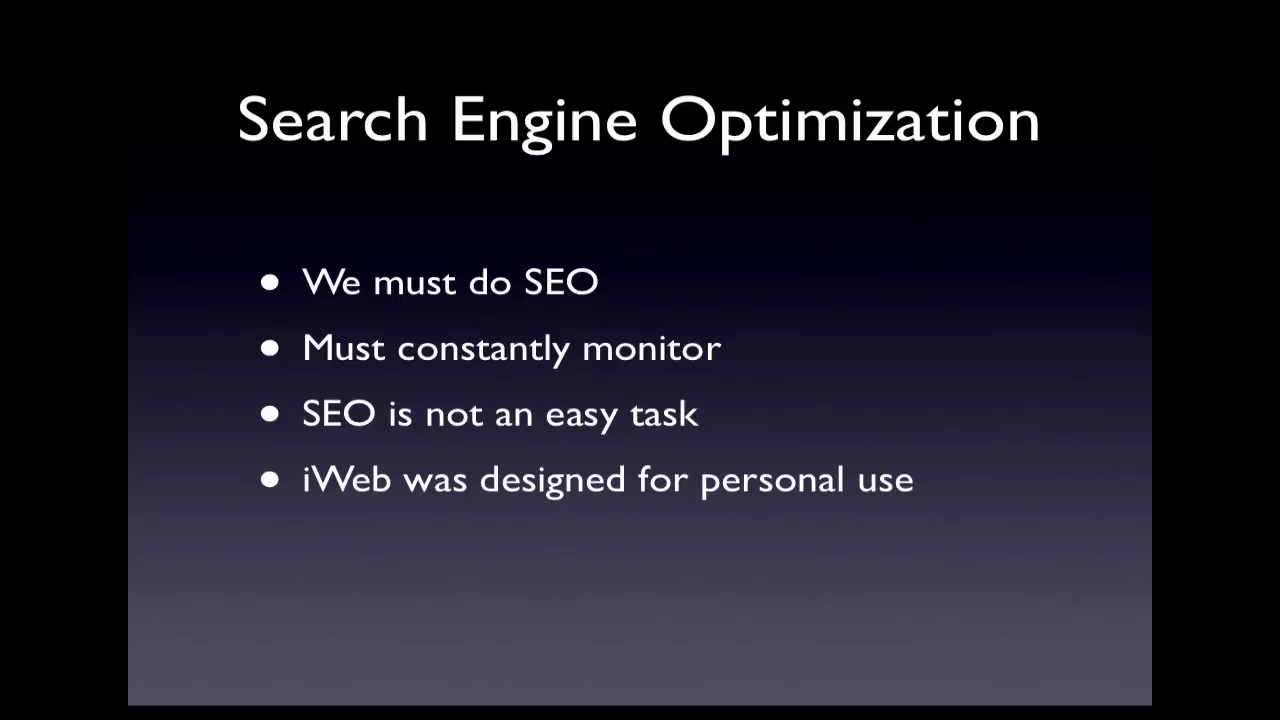 Search Engine Optimization
• We must do SEO
• Must constantly monitor
• SEO is not an easy task
• iWeb was designed for personal use